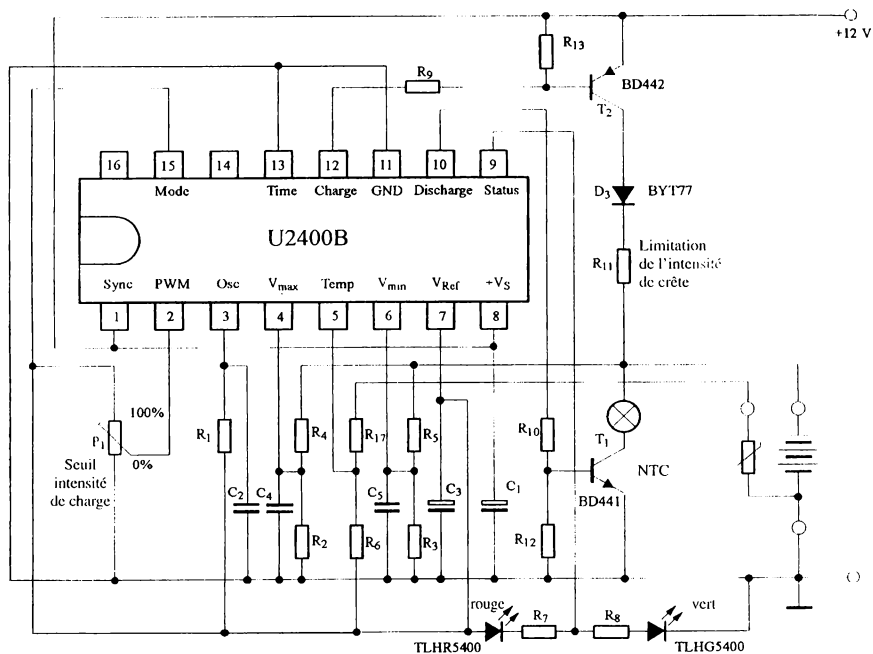 +12 V
R13
BD442
T2
R9
16
15
14
13
12
11
10
9
Mode
Time
Charge
GND
Discharge
Status
U2400B
D3
BYT77
Limitation
de l'intensité
de crête
R11
Sync
PWM
Osc
Vmax
Temp
Vmin
VRef
+VS
1
2
3
4
5
6
7
8
100%
P1
0%
Seuil
intensité
de charge
R1
R4
R17
R5
R10
T1
NTC
C2
C4
C5
C3
C1
BD441
R2
R6
R3
R12
rouge
R7
R8
vert
TLHR5400
TLHG5400